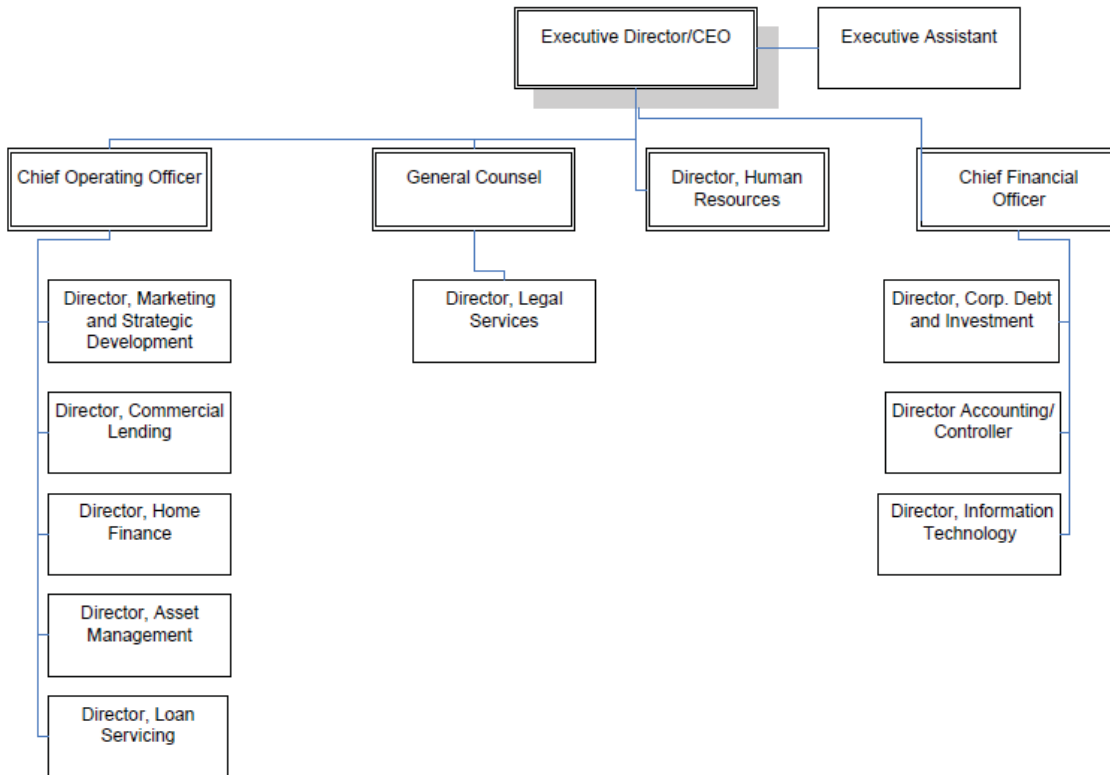 Executive Director/CEO
Executive Assistant
Chief Operating Officer
General Counsel
Director, Human
Resources
Chief Financial
Officer
Director, Marketing
and Strategic
Development
Director, Legal
Services
Director, Corp. Debt
and Investment
Director, Commercial
Lending
Director Accounting/
Controller
Director, Home
Finance
Director, Information
Technology
Director, Asset
Management
Director, Loan
Servicing